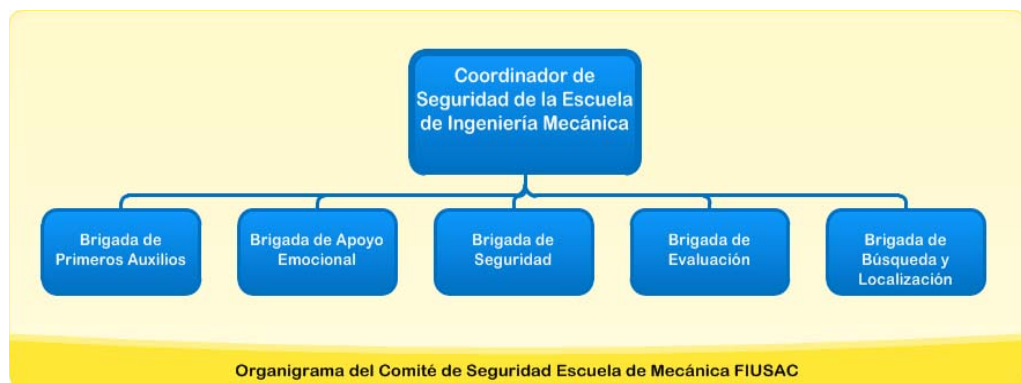 Coordinador de
Seguridad de la Escuela
de Ingeniería Mecánica
Brigada de
Primeros Auxilios
Brigada de Apoyo
Emocional
Brigada de
Seguridad
Brigada de
Evaluación
Brigada de
Búsqueda y
Localización
Organigrama del Comité de Seguridad Escuela de Mecánica FIUSAC